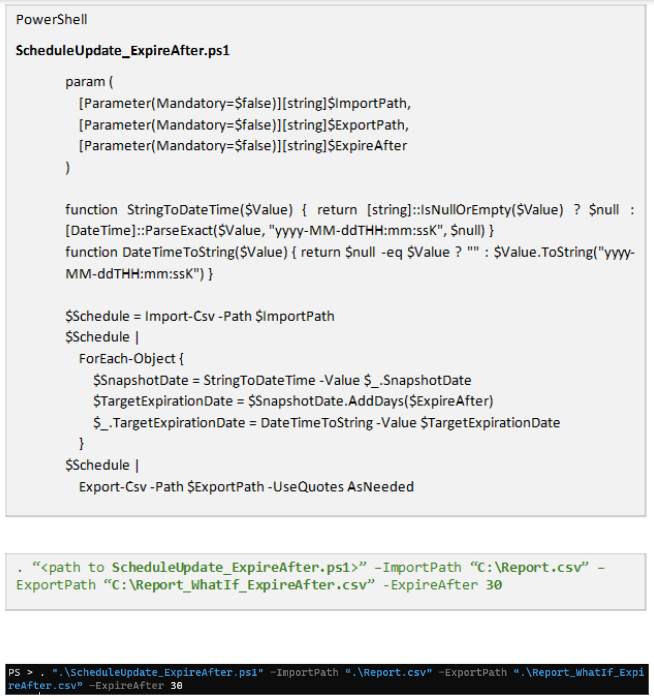 PowerShell
ScheduleUpdate_ExpireAfter.ps1
param (
[Parameter(Mandatory=$false)][string]$ImportPath,
[Parameter(Mandatory=$false)][string]$ExportPath,
[Parameter(Mandatory=$false)][string]$ExpireAfter
)
function StringToDateTime($Value) { return [string]::IsNullOrEmpty($Value) ? $null :
[DateTime]::ParseExact($Value, "yyyy-MM-ddTHH:mm:ssK", $null) }
function DateTimeToString($Value) { return $null -eq $Value ? "" : $Value.ToString("yyyy-
MM-ddTHH:mm:ssK") }
$Schedule = Import-Csv -Path $ImportPath
$Schedule |
ForEach-Object {
$SnapshotDate = StringToDateTime -Value $_.SnapshotDate
$TargetExpirationDate = $SnapshotDate.AddDays($ExpireAfter)
$_.TargetExpirationDate = DateTimeToString -Value $TargetExpirationDate
}
$Schedule |
Export-Csv -Path $ExportPath -UseQuotes AsNeeded
. “<path to ScheduleUpdate_ExpireAfter.ps1>” –ImportPath “C:\Report.csv” –
ExportPath “C:\Report_WhatIf_ExpireAfter.csv” -ExpireAfter 30
PS > . ".\ScheduleUpdate_ExpireAfter.ps1" –ImportPath “.\Report.csv” –ExportPath “.\Report_WhatIf_Expi
reAfter.csv” –ExpireAfter 30